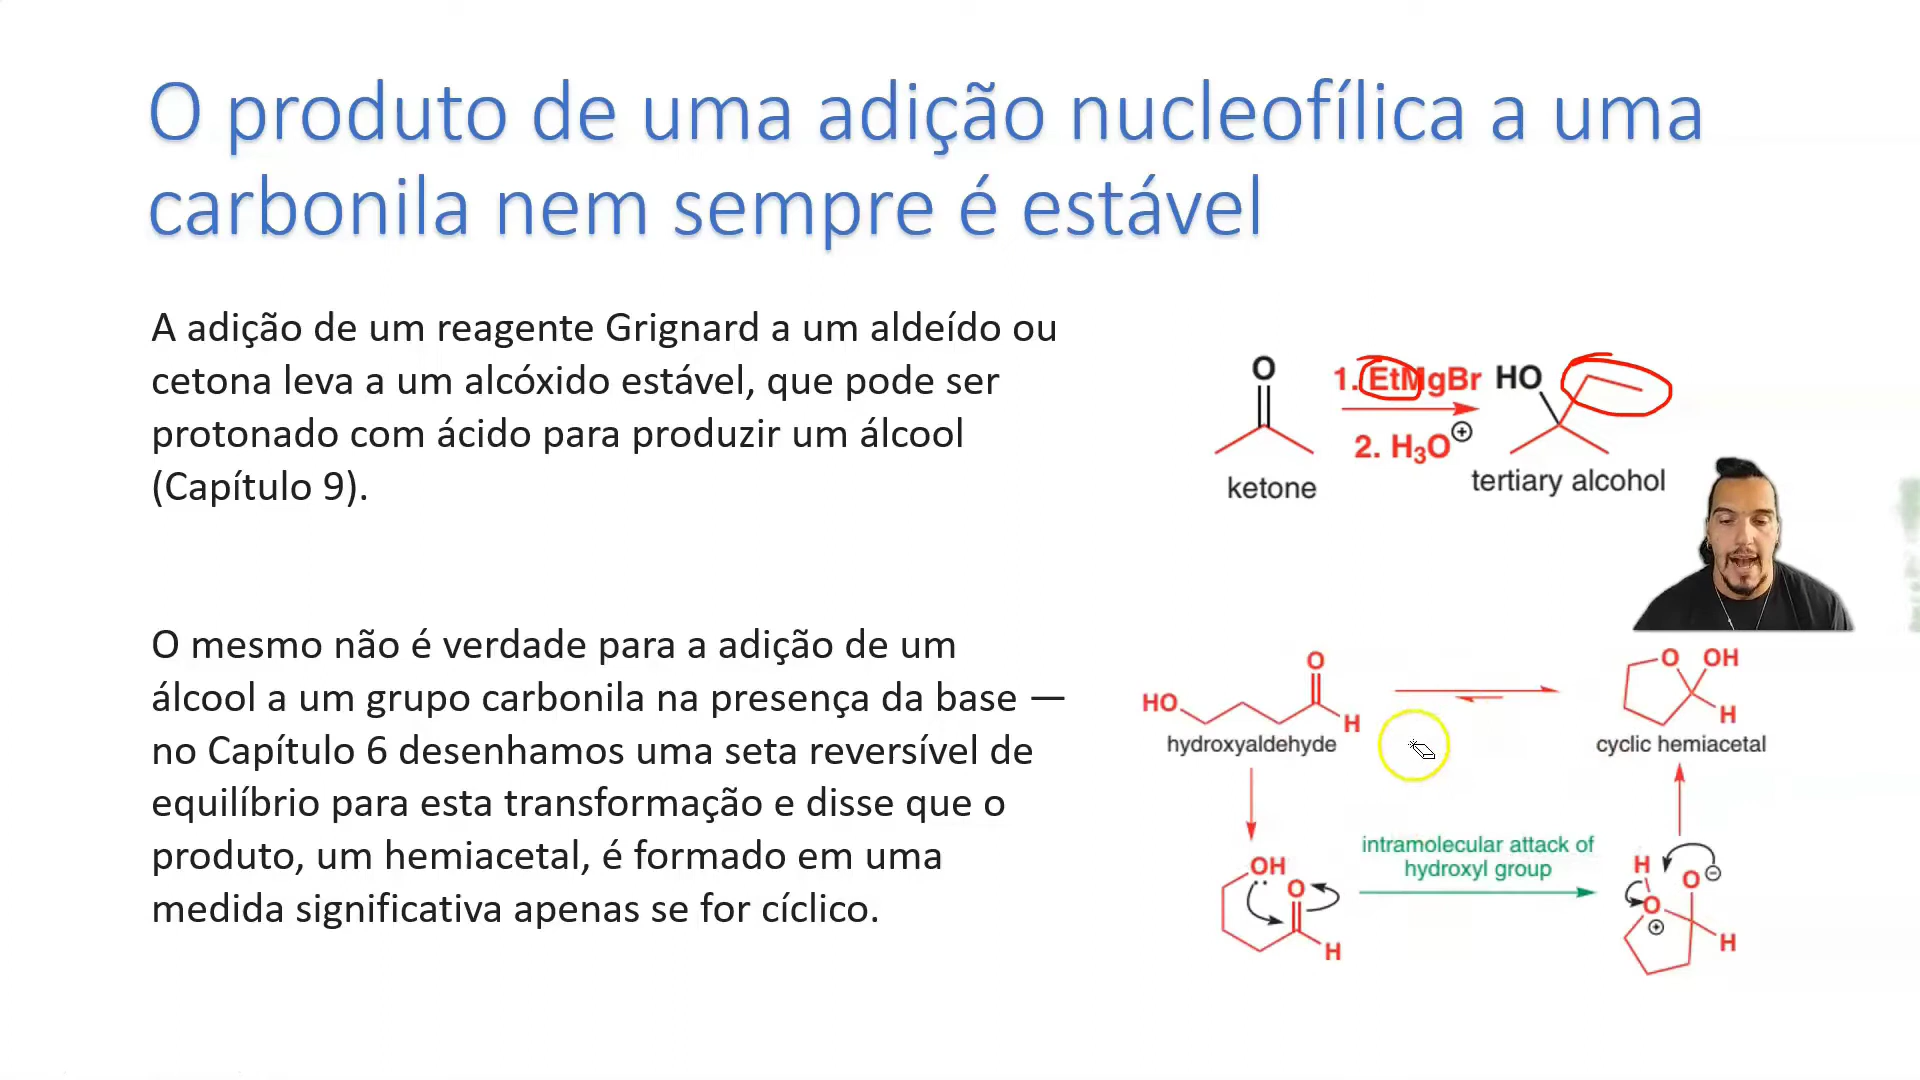 O produto de uma adição nucleofílica a uma
carbonila nem sempre é estável
A adição de um reagente Grignard a um aldeído ou
cetona leva a um alcóxido estável, que pode ser
protonado com ácido para produzir um álcool
(Capítulo 9).
O mesmo não é verdade para a adição de um
álcool a um grupo carbonila na presença da base —
no Capítulo 6 desenhamos uma seta reversível de
equilíbrio para esta transformação e disse que o
produto, um hemiacetal, é formado em uma
medida significativa apenas se for cíclico.
O
1. EtMgBr
2. H₃O⊕
HO
ketone
tertiary alcohol
O
HO
H
hydroxyaldehyde
O OH
H
cyclic hemiacetal
OH
O
H
intramolecular attack of
hydroxyl group
H
O ⊖
O
⊕
H